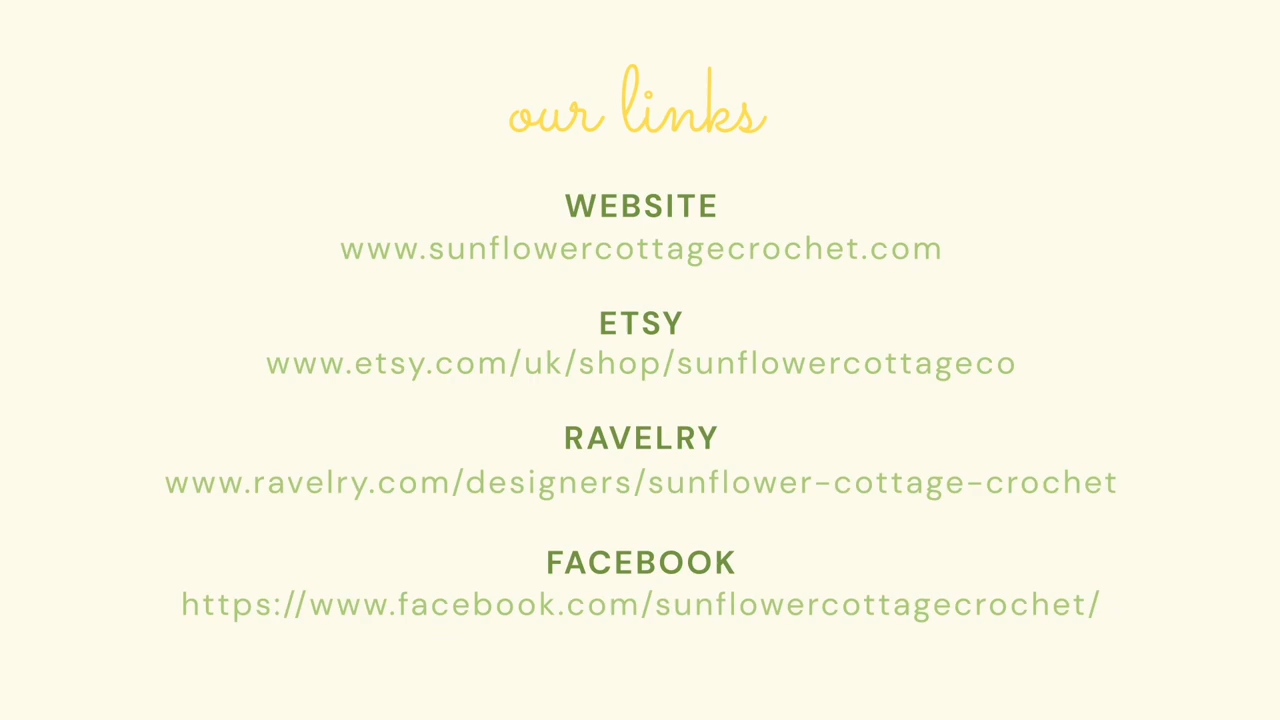 our links
WEBSITE
www.sunflowercottagecrochet.com
ETSY
www.etsy.com/uk/shop/sunflowercottageco
RAVELRY
www.ravelry.com/designers/sunflower-cottage-crochet
FACEBOOK
https://www.facebook.com/sunflowercottagecrochet/